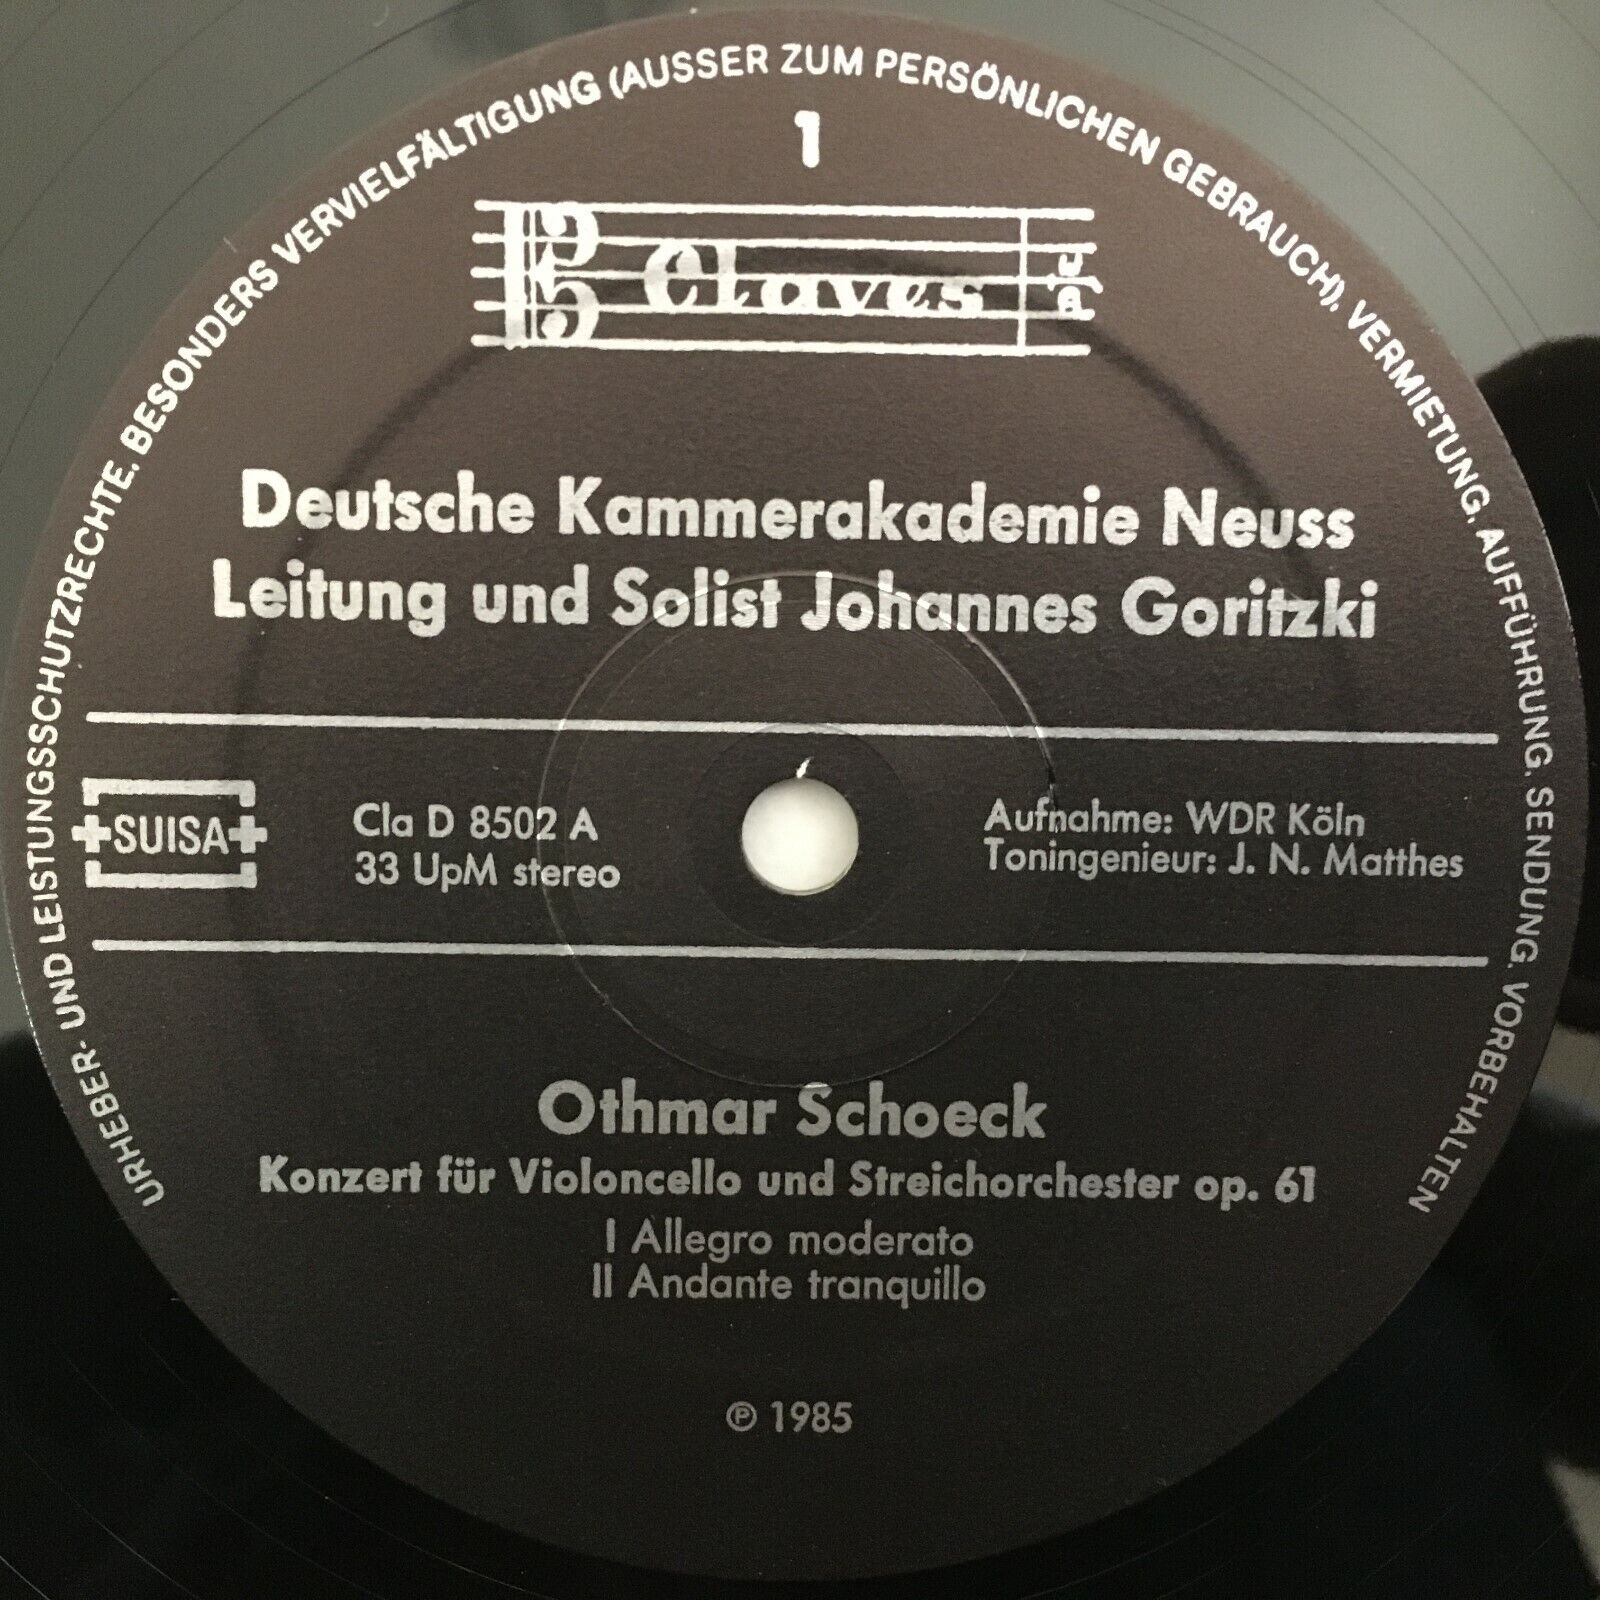 URHEBER- UND LEISTUNGSSCHUTZRECHTE, BESONDERS VERVIELFÄLTIGUNG (AUSSER ZUM PERSÖNLICHEN GEBRAUCH), VERMIETUNG, AUFFÜHRUNG, SENDUNG, VORBEHALTEN
1
Claves
Deutsche Kammerakademie Neuss
Leitung und Solist Johannes Goritzki
SUISA
Cla D 8502 A
33 UpM stereo
Aufnahme: WDR Köln
Toningenieur: J. N. Matthes
Othmar Schoeck
Konzert für Violoncello und Streichorchester op. 61
I Allegro moderato
II Andante tranquillo
℗ 1985